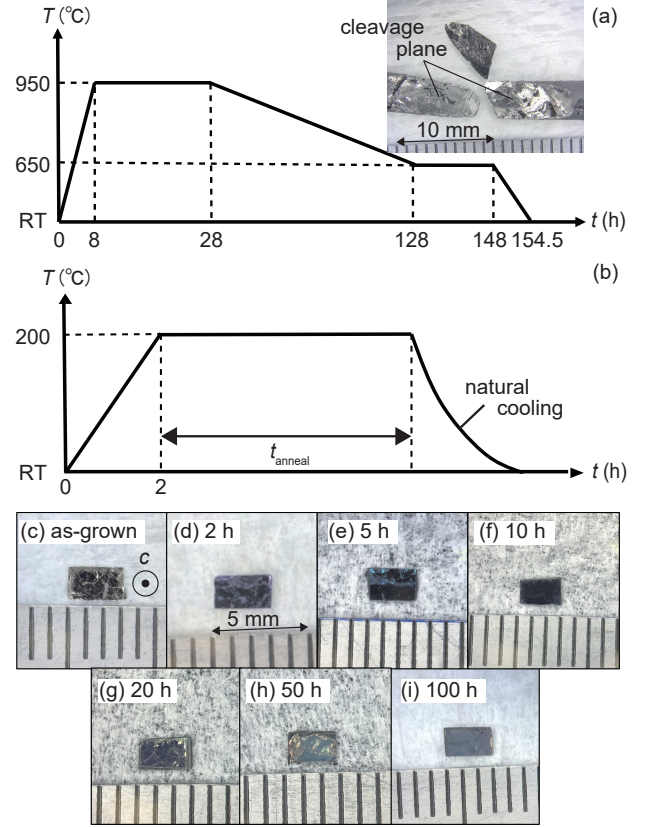 T (℃)
(a)
cleavage
plane
950
10 mm
650
RT
t (h)
0 8 28 128 148 154.5
T (℃)
(b)
200
natural
cooling
t anneal
RT
t (h)
0 2
(c) as-grown
(d) 2 h
(e) 5 h
(f) 10 h
c
5 mm
(g) 20 h
(h) 50 h
(i) 100 h